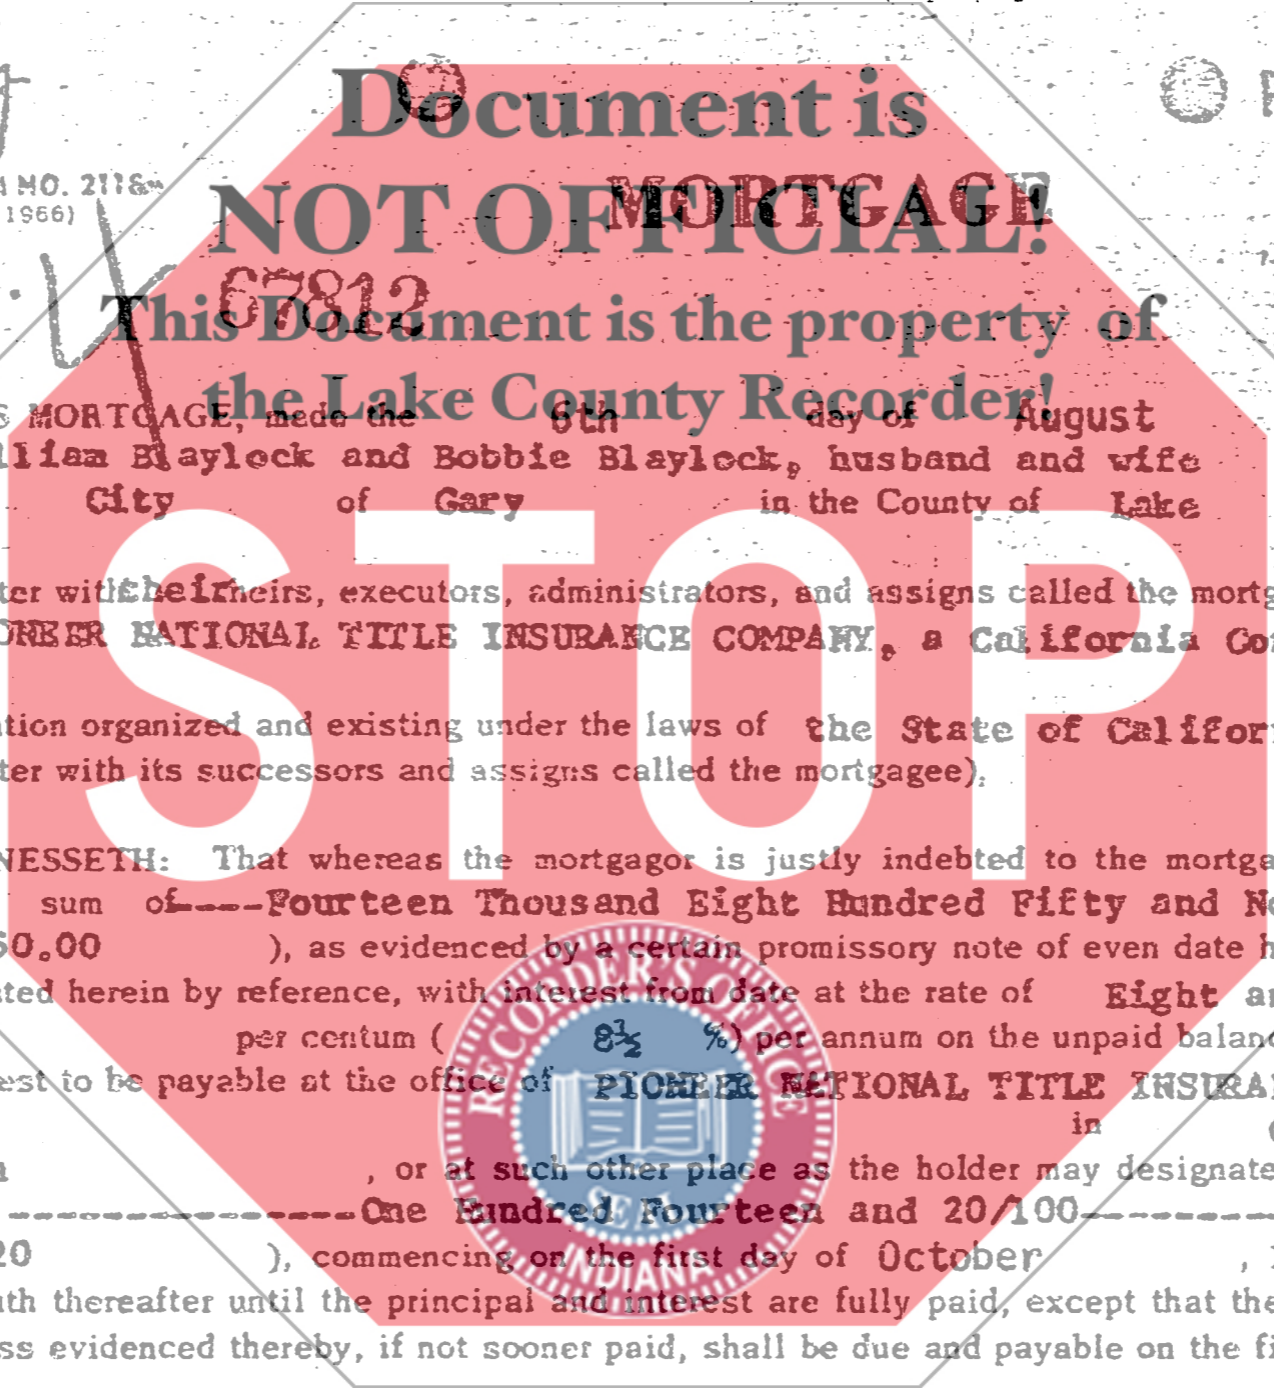 Document is
NO. 2118
NOT OFFICIAL!
MORTGAGE
1966)
67812
This Document is the property of
the Lake County Recorder!
MORTGAGE, made the 6th day of August
lliam Blaylock and Bobbie Blaylock, husband and wife
City of Gary in the County of Lake
STOP
ter with their heirs, executors, administrators, and assigns called the mortg
ONEER NATIONAL TITLE INSURANCE COMPANY, a California Co
ation organized and existing under the laws of the State of Califor
ter with its successors and assigns called the mortgagee),
NESSETH: That whereas the mortgagor is justly indebted to the mortga
sum of----Fourteen Thousand Eight Hundred Fifty and N
50.00 ), as evidenced by a certain promissory note of even date h
ated herein by reference, with interest from date at the rate of Eight an
per centum ( 8½ %) per annum on the unpaid balanc
est to be payable at the office of PIONEER NATIONAL TITLE INSURA
in
, or at such other place as the holder may designate
------------------One Hundred Fourteen and 20/100----------
20 ), commencing on the first day of October ,
nth thereafter until the principal and interest are fully paid, except that the
ss evidenced thereby, if not sooner paid, shall be due and payable on the fi
RECORDER'S OFFICE
SEAL
INDIANA